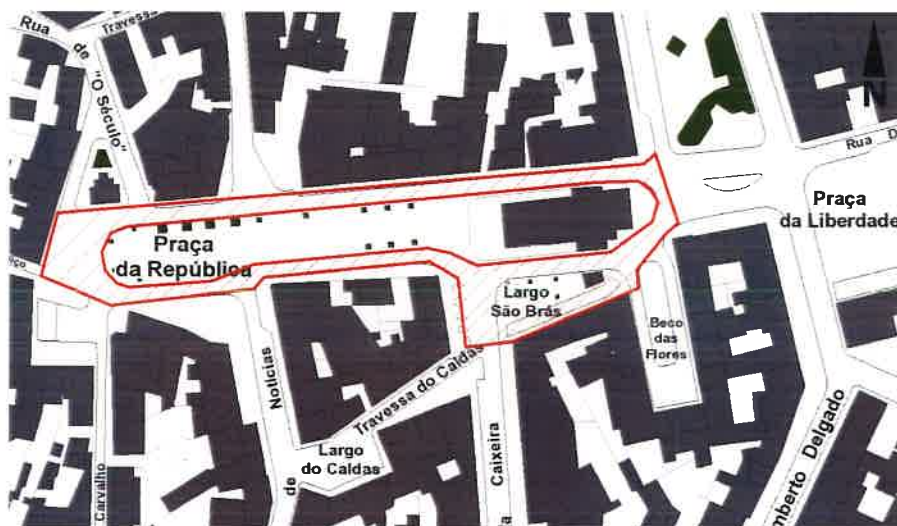 Travessa
Rua
de
"O Século"
N
Rua D
Praça
da Liberdade
Praça
da República
Largo
São Brás
Beco
das
Flores
Noticias
de
Travessa do Caldas
Largo
do Caldas
Caixeira
Carvalho
mberto Delgado